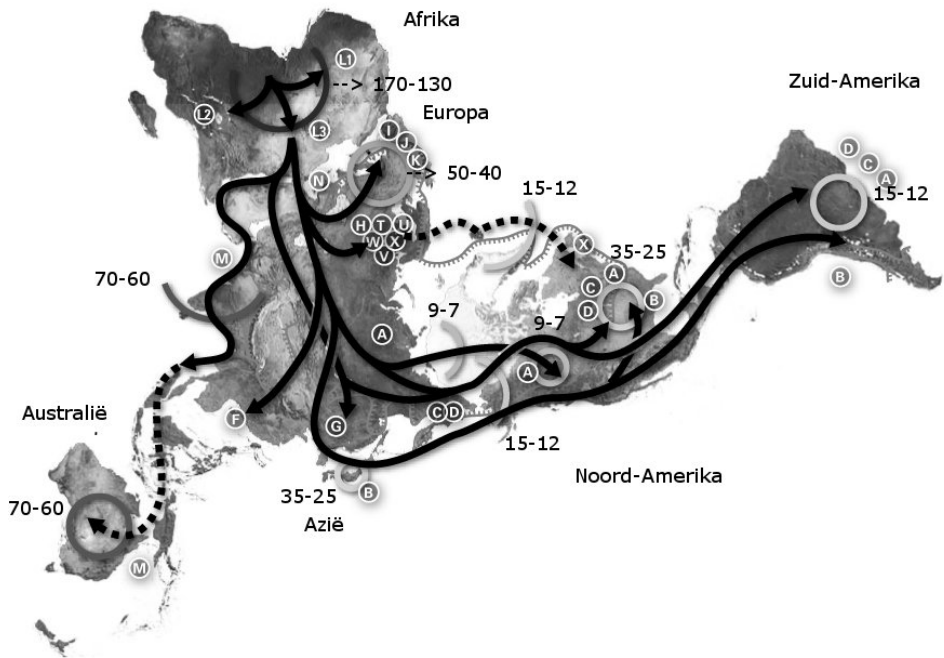 Afrika
L1
--> 170-130
L2
L3
Europa
I
J
K
N
--> 50-40
Zuid-Amerika
D
C
A
15-12
B
15-12
H T U
W X
V
X
35-25
A
C
B
D
M
70-60
9-7
9-7
A
A
Australië
F
G
C D
15-12
Noord-Amerika
35-25
B
Azië
70-60
M